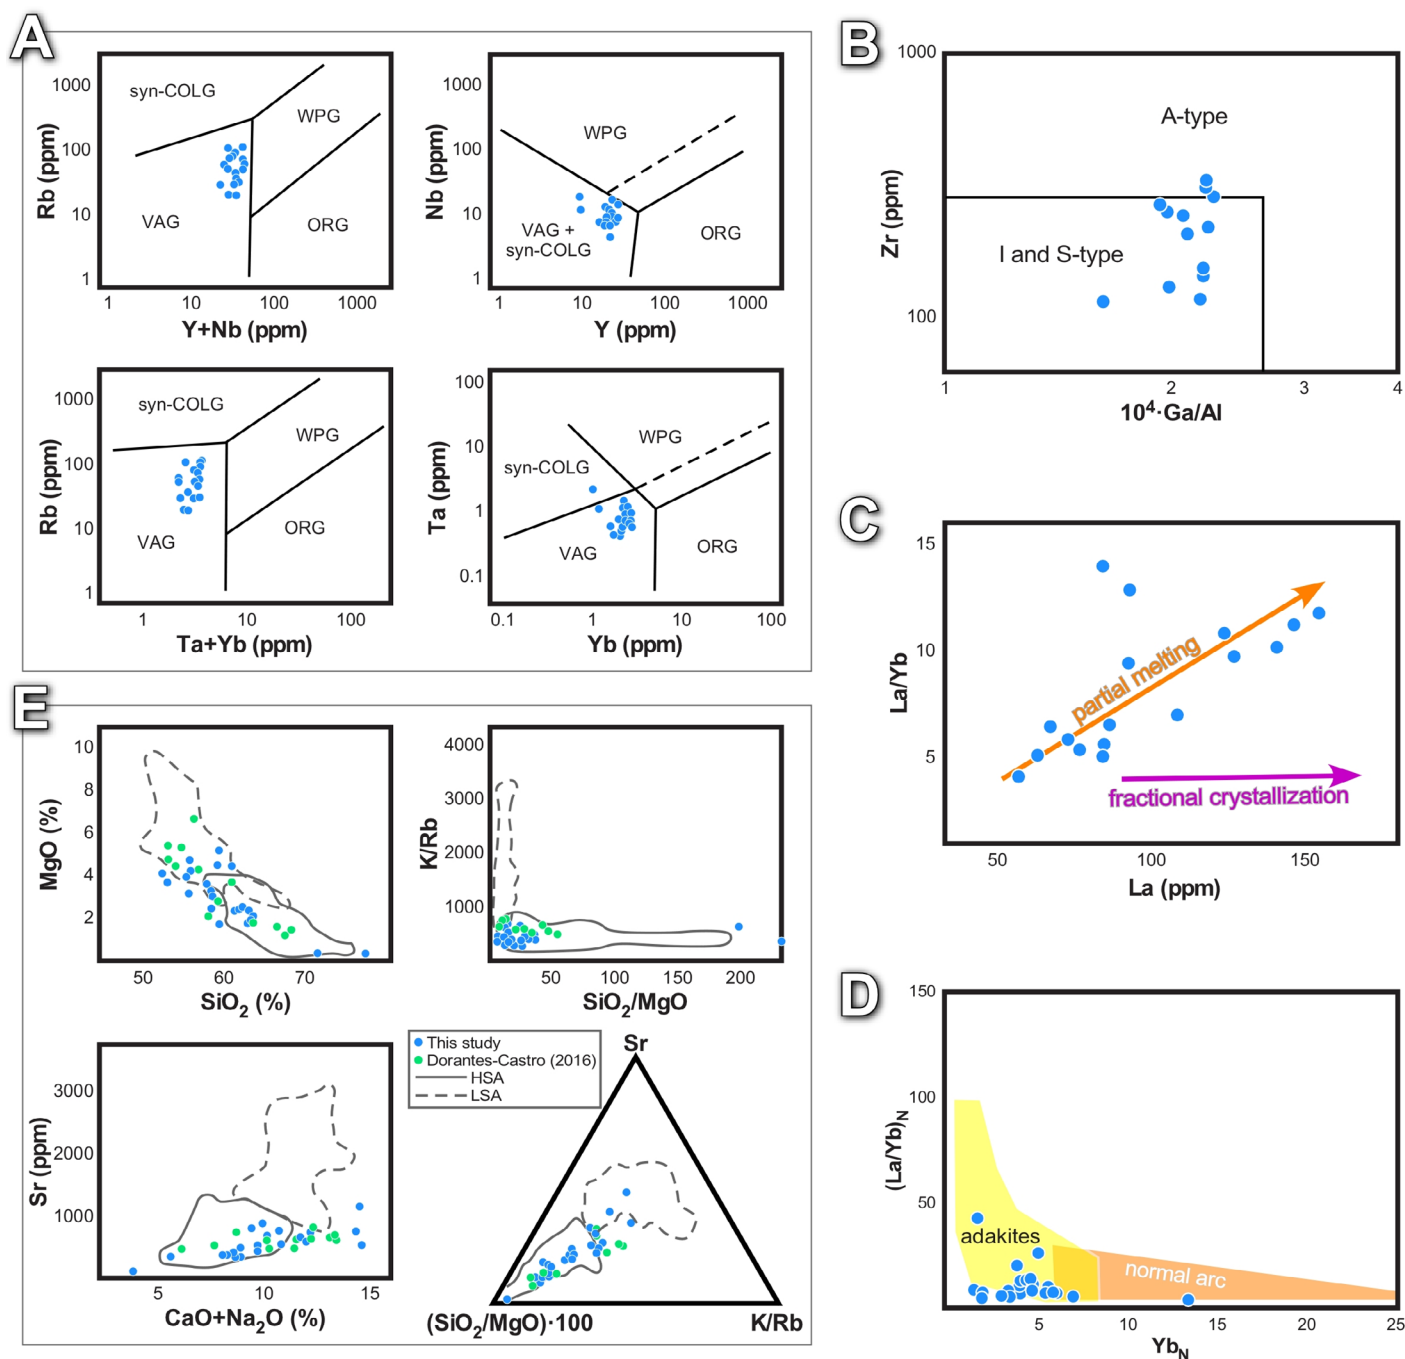 A
syn-COLG
WPG
VAG
ORG
Rb (ppm)
1000
100
10
1
1
10
100
1000
Y+Nb (ppm)
WPG
VAG +
syn-COLG
ORG
Nb (ppm)
1000
100
10
1
1
10
100
1000
Y (ppm)
syn-COLG
WPG
VAG
ORG
Rb (ppm)
1000
100
10
1
1
10
100
Ta+Yb (ppm)
WPG
syn-COLG
VAG
ORG
Ta (ppm)
100
10
1
0.1
0.1
1
10
100
Yb (ppm)
B
1000
100
Zr (ppm)
A-type
I and S-type
1
2
3
4
10⁴·Ga/Al
C
15
10
5
La/Yb
partial melting
fractional crystallization
50
100
150
La (ppm)
D
150
100
50
(La/Yb)N
adakites
normal arc
5
10
15
20
25
YbN
E
10
8
6
4
2
MgO (%)
50
60
70
SiO₂ (%)
4000
3000
2000
1000
K/Rb
50
100
150
200
SiO₂/MgO
3000
2000
1000
Sr (ppm)
5
10
15
CaO+Na₂O (%)
This study
Dorantes-Castro (2016)
HSA
LSA
Sr
(SiO₂/MgO)·100
K/Rb